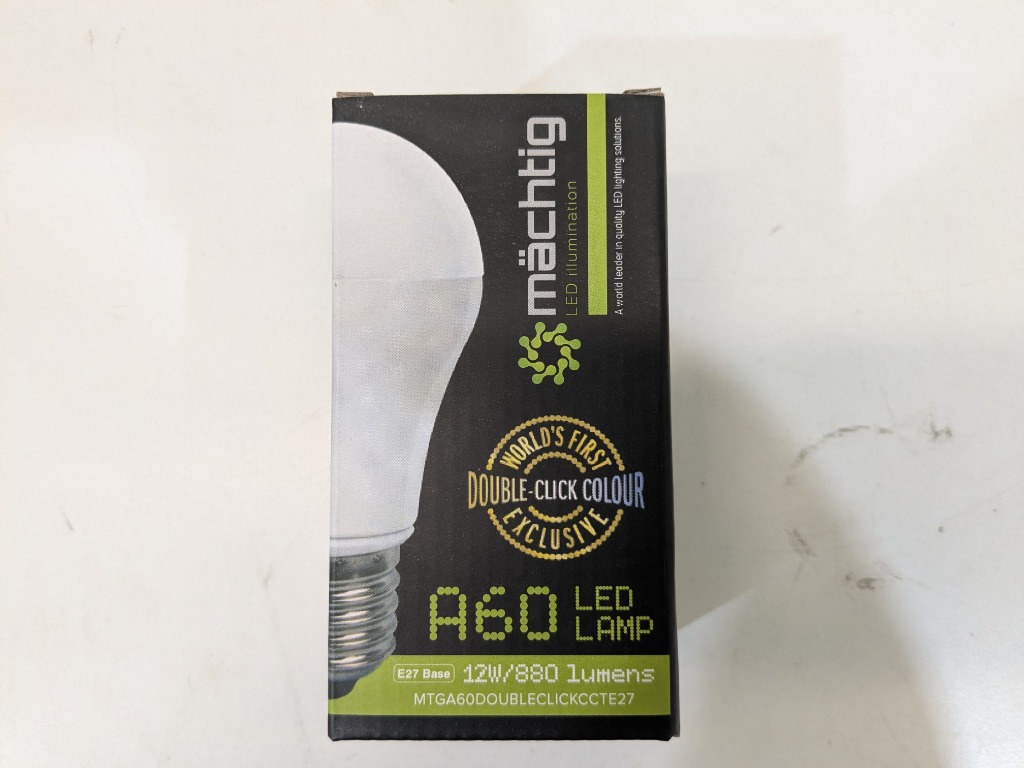 mächtig
LED illumination
A world leader in quality LED lighting solutions.
WORLD'S FIRST
DOUBLE-CLICK COLOUR
EXCLUSIVE
A60
LED
LAMP
E27 Base
12W/880 lumens
MTGA60DOUBLECLICKCCTE27